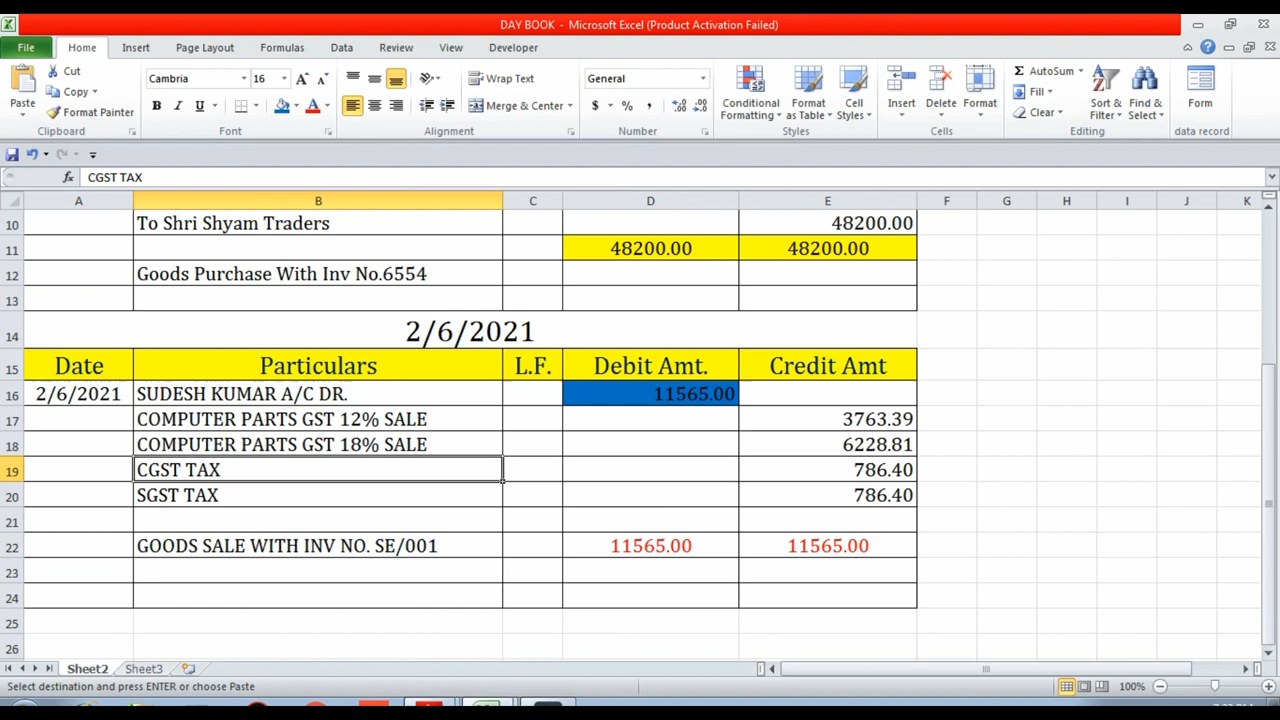 DAY BOOK - Microsoft Excel (Product Activation Failed)
File Home Insert Page Layout Formulas Data Review View Developer
Paste Cut Copy Format Painter Clipboard
Cambria 16 B I U A A A Font
Wrap Text Merge & Center Alignment
General $ % , Number
Conditional Formatting Format as Table Cell Styles Styles
Insert Delete Format Cells
Σ AutoSum Fill Clear Sort & Filter Find & Select Editing
Form data record
fx CGST TAX
A B C D E F G H I J K
10 To Shri Shyam Traders 48200.00
11 48200.00 48200.00
12 Goods Purchase With Inv No.6554
13
14 2/6/2021
15 Date Particulars L.F. Debit Amt. Credit Amt
16 2/6/2021 SUDESH KUMAR A/C DR. 11565.00
17 COMPUTER PARTS GST 12% SALE 3763.39
18 COMPUTER PARTS GST 18% SALE 6228.81
19 CGST TAX 786.40
20 SGST TAX 786.40
21
22 GOODS SALE WITH INV NO. SE/001 11565.00 11565.00
23
24
25
26
Sheet2 Sheet3
Select destination and press ENTER or choose Paste 100%